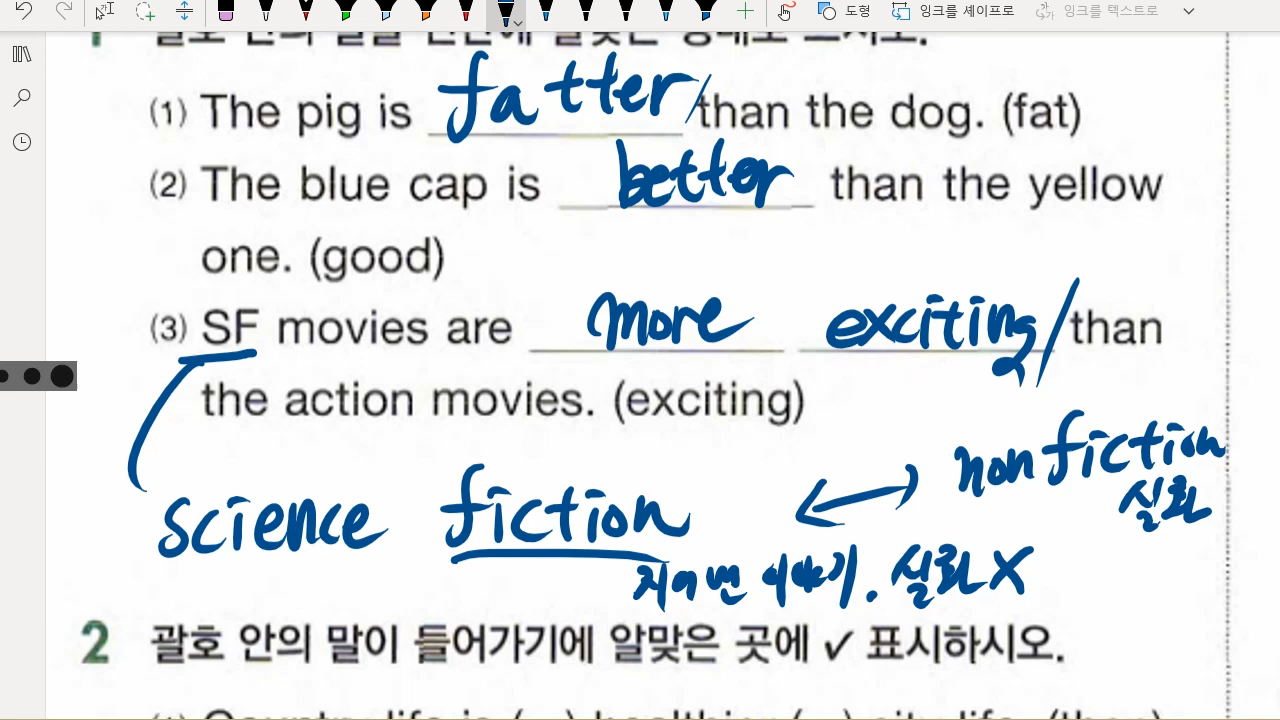 도형 잉크를 셰이프로 잉크를 텍스트로
1 괄호 안의 말을 빈칸에 알맞은 형태로 쓰시오.
(1) The pig is fatter / than the dog. (fat)
(2) The blue cap is better than the yellow
one. (good)
(3) SF movies are more exciting / than
the action movies. (exciting)
nonfiction
실화
science fiction
지어낸 이야기. 실화 X
2 괄호 안의 말이 들어가기에 알맞은 곳에 ✓ 표시하시오.